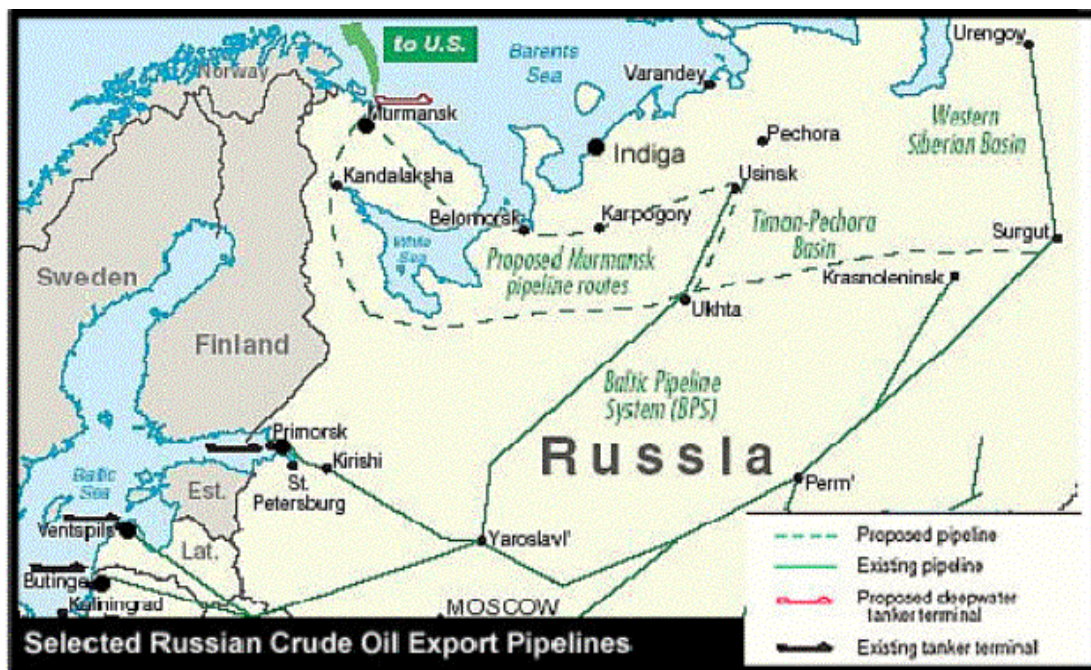 to U.S.
Barents
Sea
Urengoy
Norway
Varandey
Murmansk
Western
Siberian Basin
Pechora
Indiga
Kandalaksha
Usinsk
Belomorsk
Karpogory
Timan-Pechora
Basin
Surgut
White
Sea
Proposed Murmansk
pipeline routes
Krasnoleninsk
Sweden
Ukhta
Finland
Baltic Pipeline
System (BPS)
Primorsk
Russia
Kirishi
Baltic
Sea
St.
Petersburg
Est.
Perm'
Ventspils
Yaroslavl'
Lat.
Butinge
Kaliningrad
MOSCOW
Proposed pipeline
Existing pipeline
Proposed deepwater
tanker terminal
Existing tanker terminal
Selected Russian Crude Oil Export Pipelines